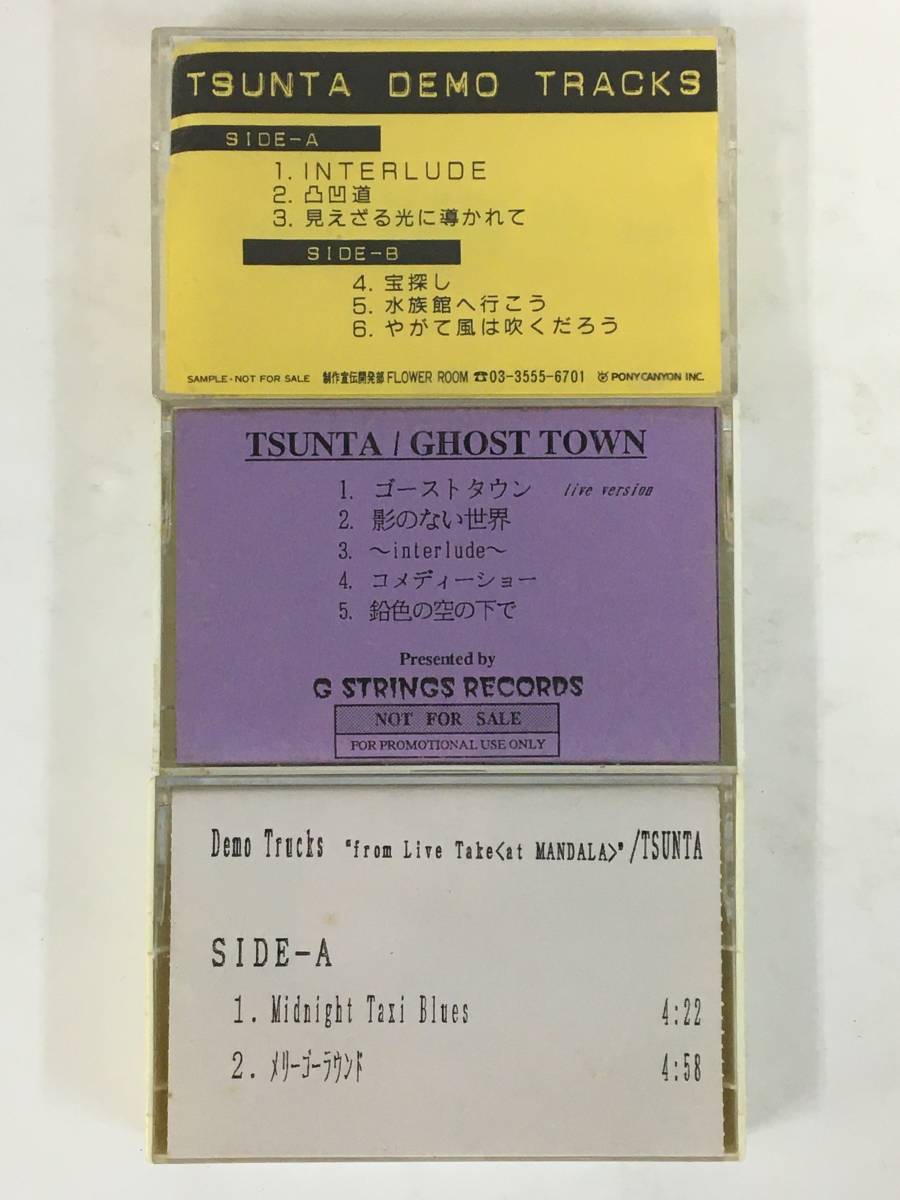 TSUNTA DEMO TRACKS
SIDE-A
1. INTERLUDE
2.凸凹道
3. 見えざる光に導かれて
SIDE-B
4. 宝探し
5. 水族館へ行こう
6. やがて風は吹くだろう
SAMPLE・NOT FOR SALE 制作宣伝開発部 FLOWER ROOM ☎03-3555-6701 PONYCANYON INC.
TSUNTA / GHOST TOWN
1. ゴーストタウン live version
2. 影のない世界
3. ～interlude～
4. コメディーショー
5. 鉛色の空の下で
Presented by
G STRINGS RECORDS
NOT FOR SALE
FOR PROMOTIONAL USE ONLY
Demo Trucks “from Live Take<at MANDALA>”/TSUNTA
SIDE-A
1. Midnight Taxi Blues 4:22
2. ﾒﾘｰｺﾞｰﾗｳﾝﾄﾞ 4:58